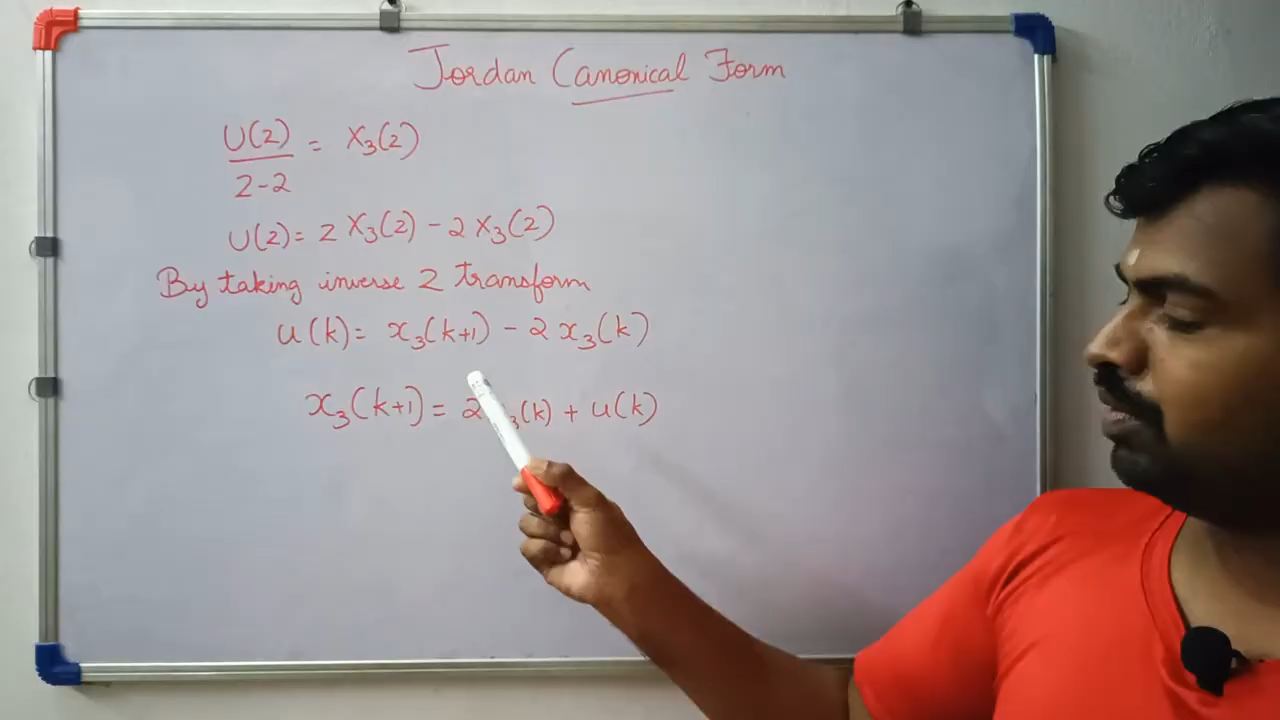 Jordan Canonical Form
U(z)/z-2 = X₃(z)
U(z) = z X₃(z) - 2 X₃(z)
By taking inverse Z transform
u(k) = x₃(k+1) - 2 x₃(k)
x₃(k+1) = 2 ₃(k) + u(k)